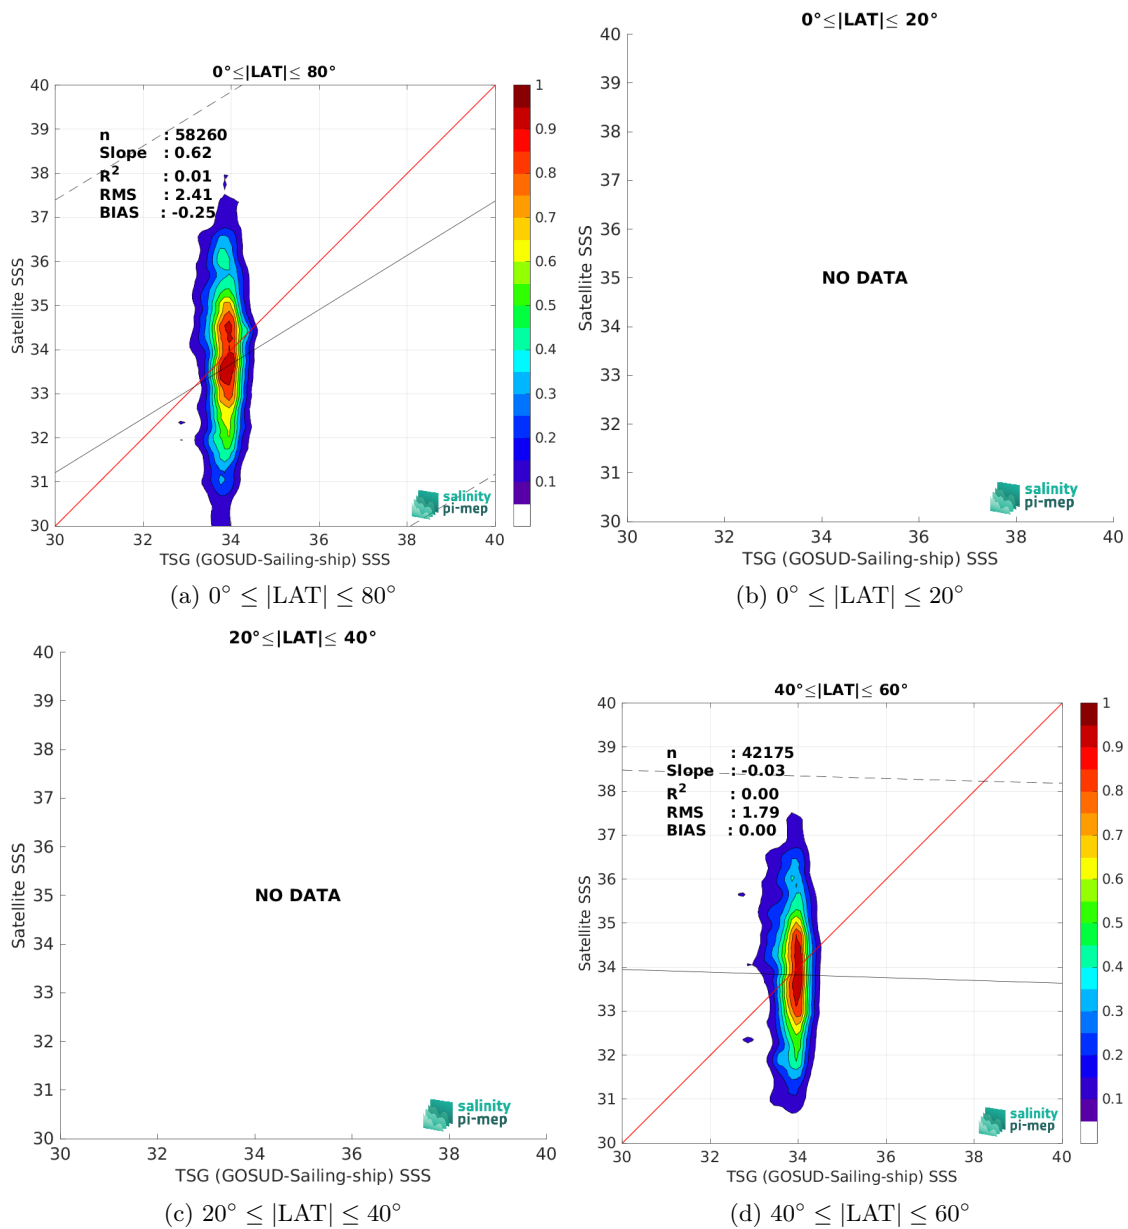 0°≤|LAT|≤ 80°
40
39
38
37
36
35
34
33
32
31
30
Satellite SSS
n : 58260
Slope : 0.62
R² : 0.01
RMS : 2.41
BIAS : -0.25
salinity
pi-mep
30 32 34 36 38 40
TSG (GOSUD-Sailing-ship) SSS
1
0.9
0.8
0.7
0.6
0.5
0.4
0.3
0.2
0.1
(a) 0° ≤ |LAT| ≤ 80°
0°≤|LAT|≤ 20°
40
39
38
37
36
35
34
33
32
31
30
Satellite SSS
NO DATA
salinity
pi-mep
30 32 34 36 38 40
TSG (GOSUD-Sailing-ship) SSS
(b) 0° ≤ |LAT| ≤ 20°
20°≤|LAT|≤ 40°
40
39
38
37
36
35
34
33
32
31
30
Satellite SSS
NO DATA
salinity
pi-mep
30 32 34 36 38 40
TSG (GOSUD-Sailing-ship) SSS
(c) 20° ≤ |LAT| ≤ 40°
40°≤|LAT|≤ 60°
40
39
38
37
36
35
34
33
32
31
30
Satellite SSS
n : 42175
Slope : -0.03
R² : 0.00
RMS : 1.79
BIAS : 0.00
salinity
pi-mep
30 32 34 36 38 40
TSG (GOSUD-Sailing-ship) SSS
1
0.9
0.8
0.7
0.6
0.5
0.4
0.3
0.2
0.1
(d) 40° ≤ |LAT| ≤ 60°